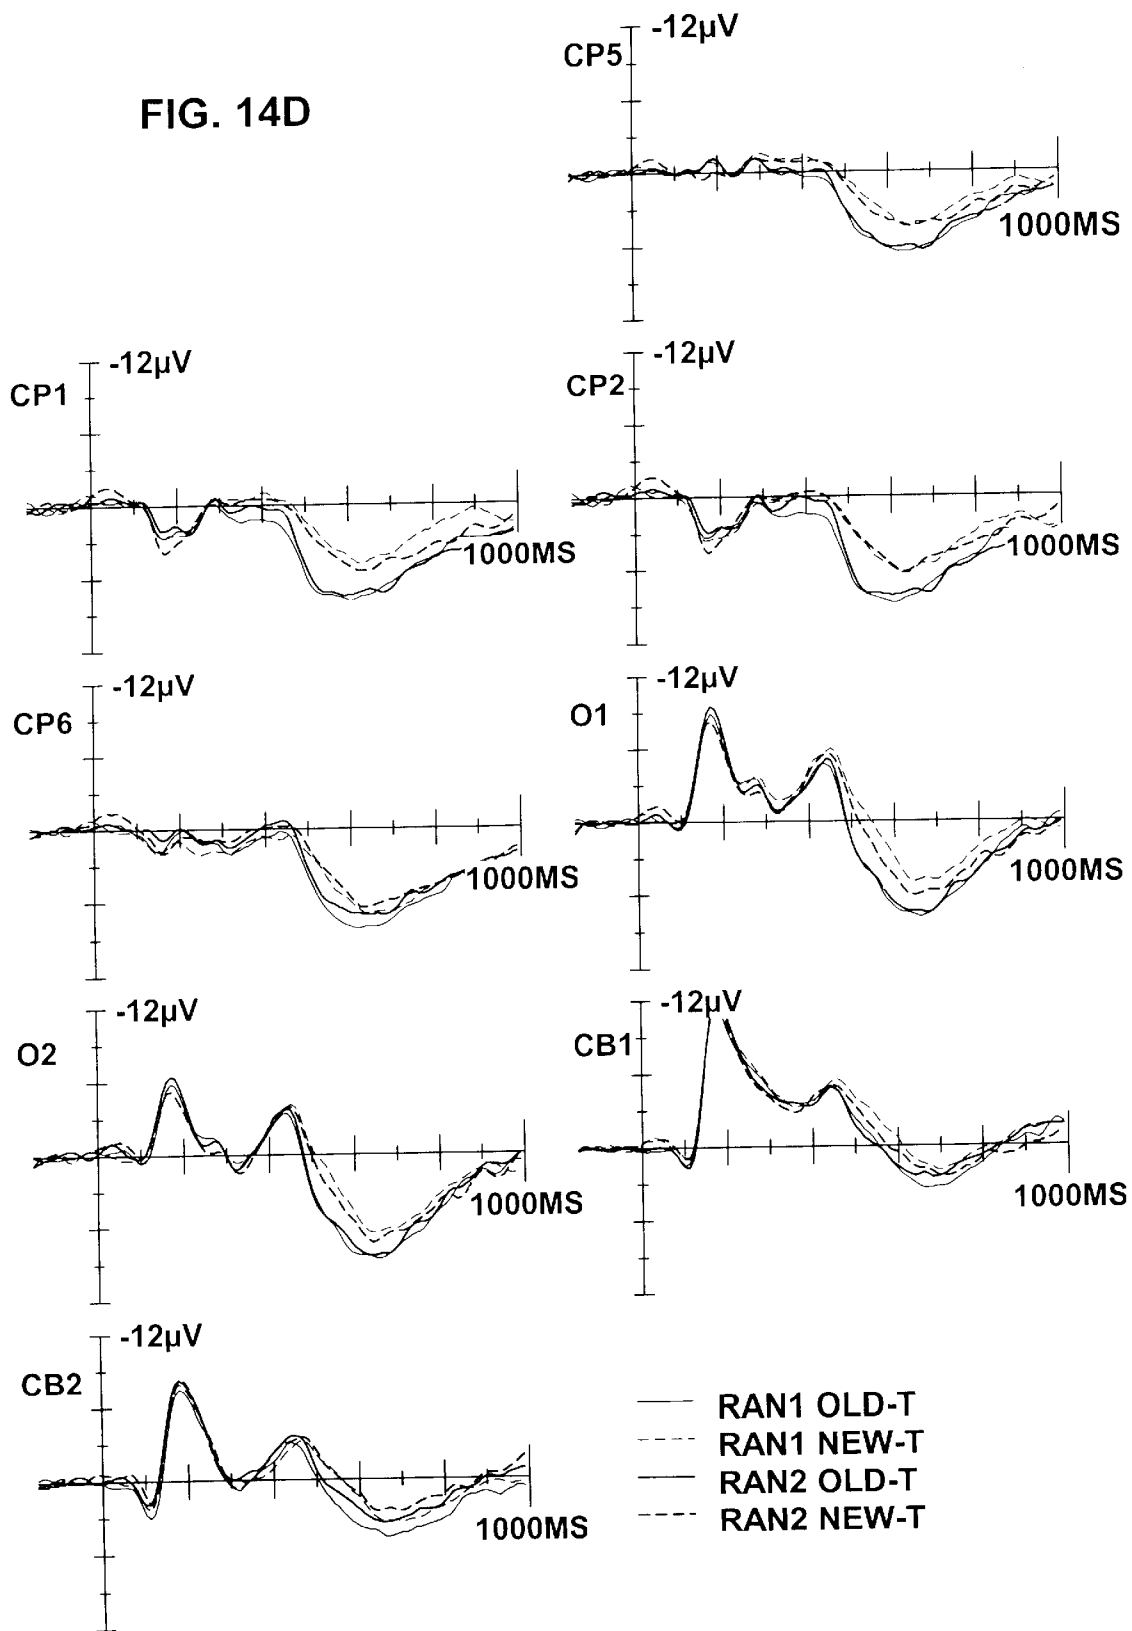 FIG. 14D
CP5
-12µV
1000MS
CP1
-12µV
1000MS
CP2
-12µV
1000MS
CP6
-12µV
1000MS
O1
-12µV
1000MS
O2
-12µV
1000MS
CB1
-12µV
1000MS
CB2
-12µV
1000MS
RAN1 OLD-T
RAN1 NEW-T
RAN2 OLD-T
RAN2 NEW-T